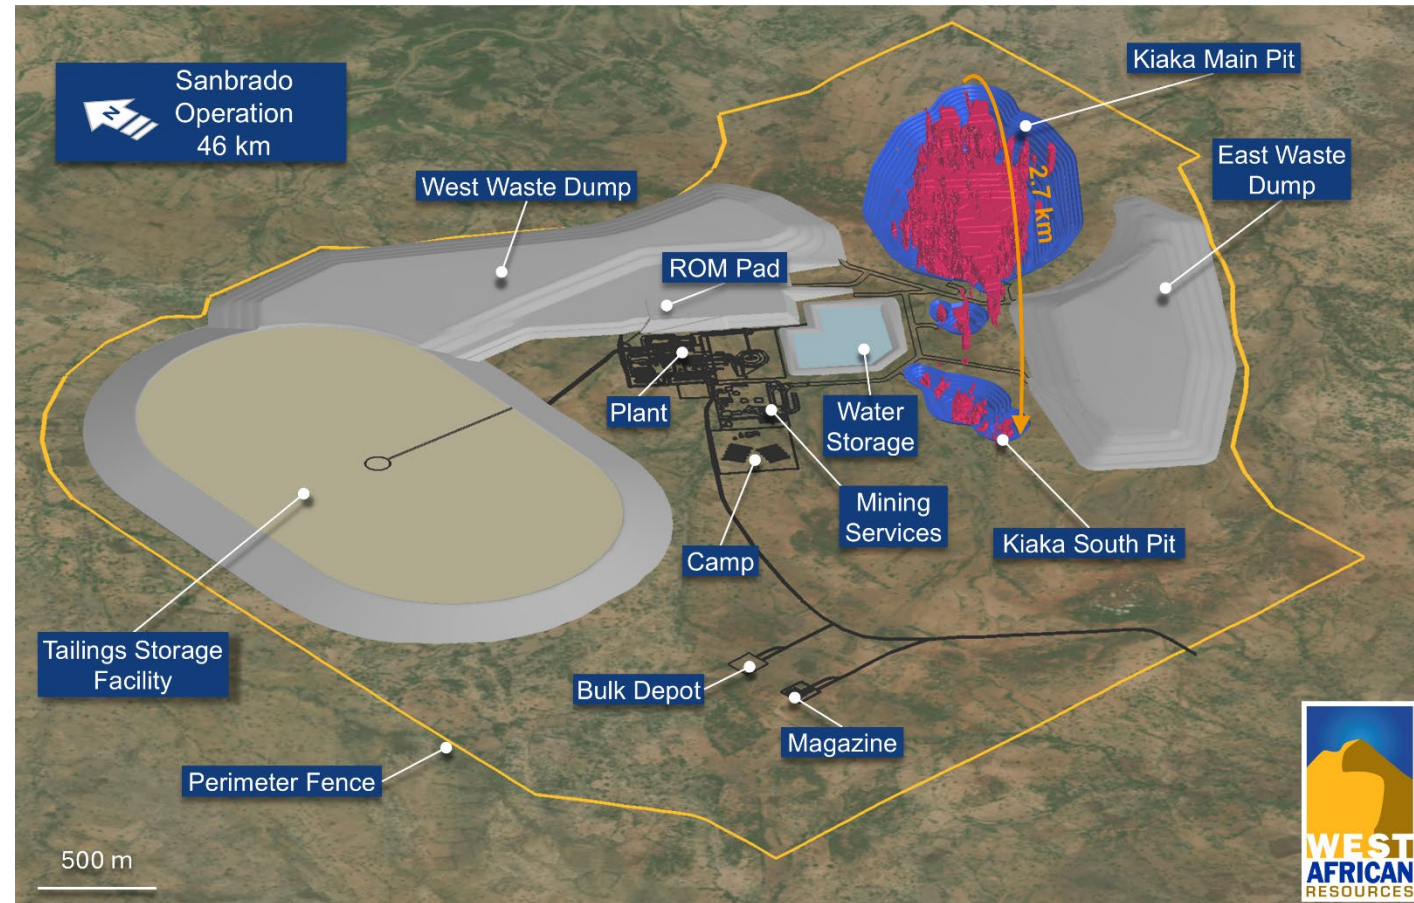 Sanbrado
Operation
46 km
N
Kiaka Main Pit
East Waste
Dump
West Waste Dump
2.7 km
ROM Pad
Plant
Water
Storage
Mining
Services
Kiaka South Pit
Camp
Tailings Storage
Facility
Bulk Depot
Magazine
Perimeter Fence
500 m
WEST
AFRICAN
RESOURCES